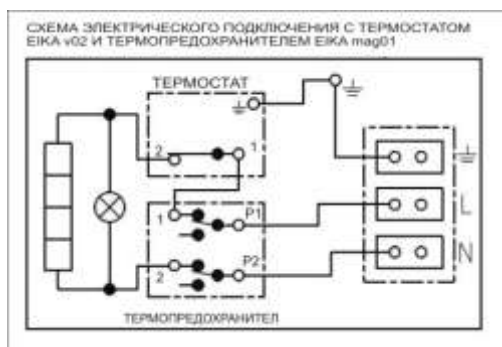 СХЕМА ЭЛЕКТРИЧЕСКОГО ПОДКЛЮЧЕНИЯ С ТЕРМОСТАТОМ
EIKA v02 И ТЕРМОПРЕДОХРАНИТЕЛЕМ EIKA mag01
ТЕРМОСТАТ
2 1
1 P1 L
2 P2 N
ТЕРМОПРЕДОХРАНИТЕЛ